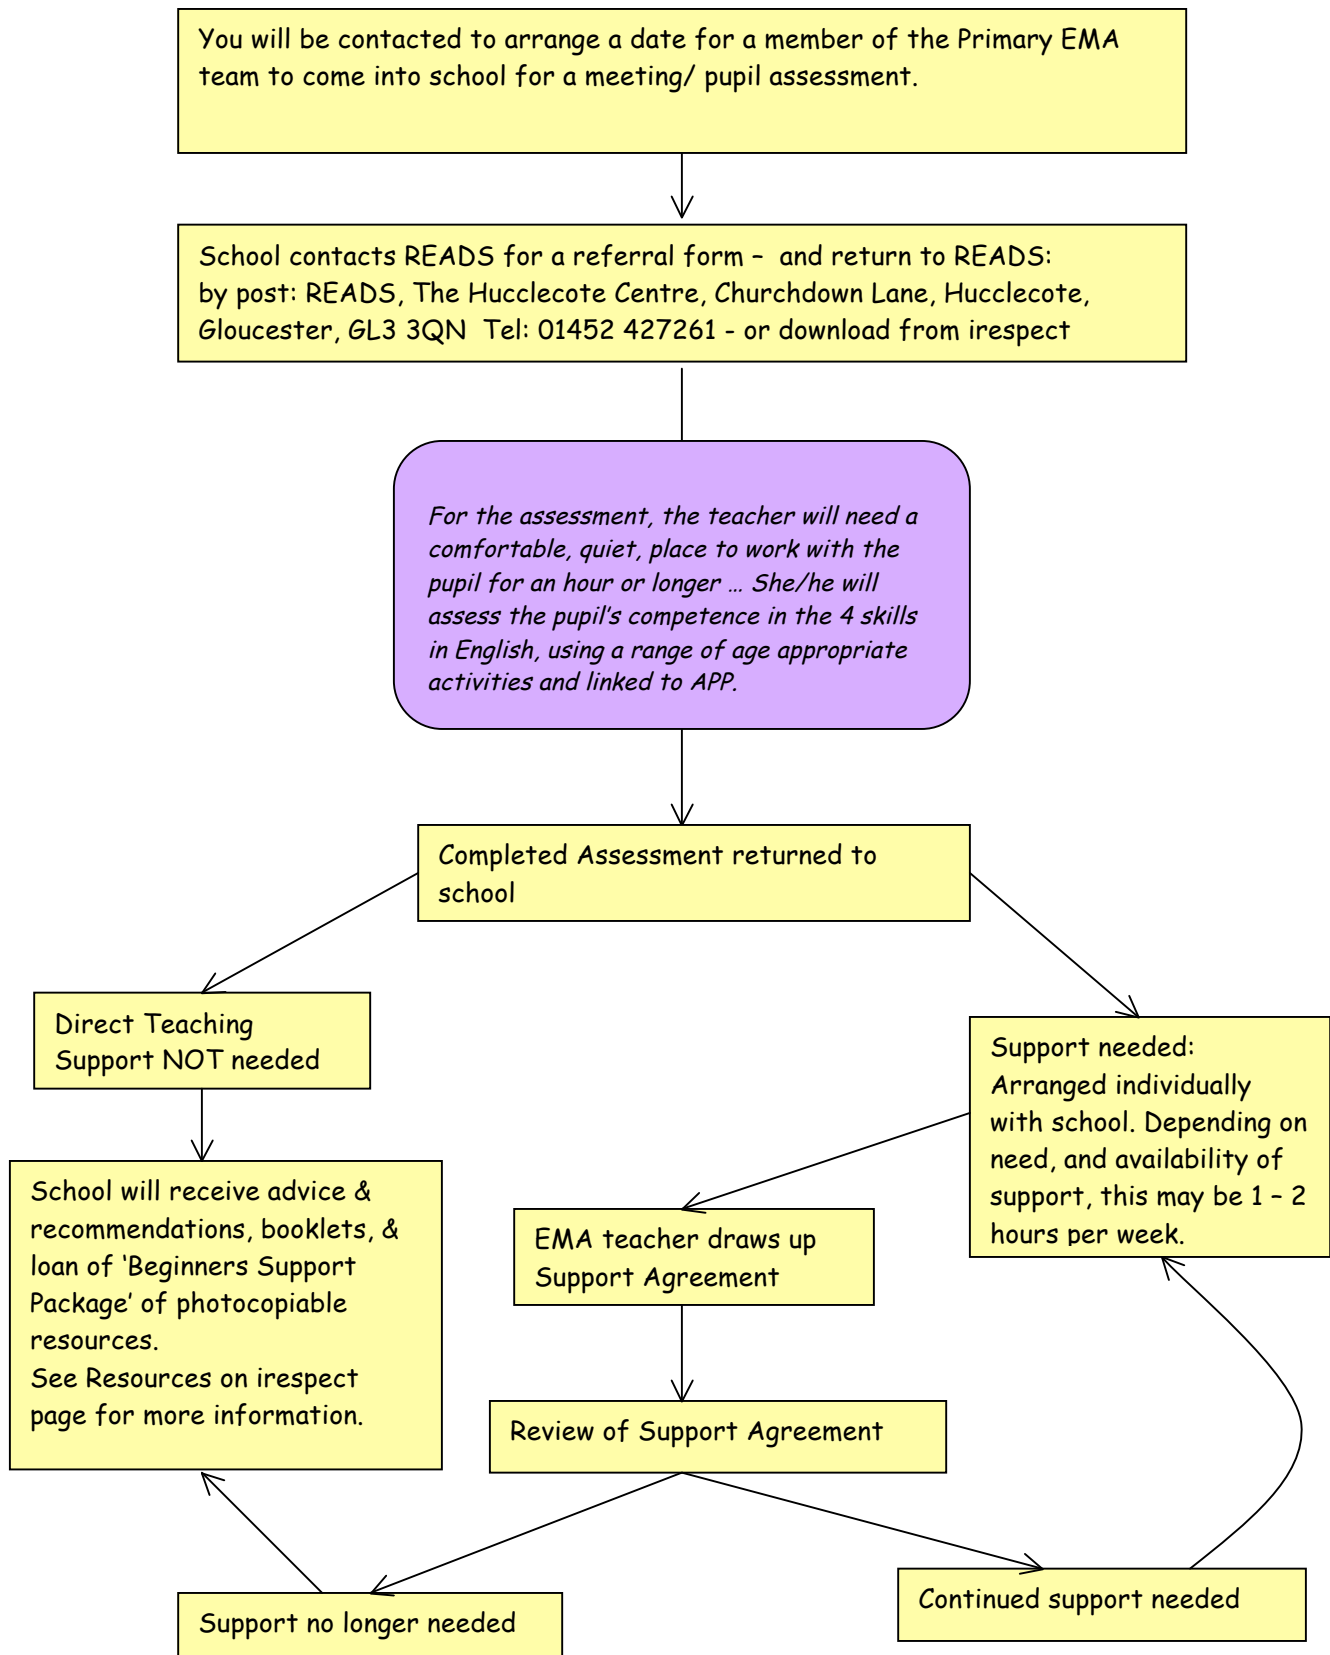 You will be contacted to arrange a date for a member of the Primary EMA
team to come into school for a meeting/ pupil assessment.
School contacts READS for a referral form –  and return to READS:
by post: READS, The Hucclecote Centre, Churchdown Lane, Hucclecote,
Gloucester, GL3 3QN  Tel: 01452 427261 - or download from irespect
For the assessment, the teacher will need a
comfortable, quiet, place to work with the
pupil for an hour or longer … She/he will
assess the pupil’s competence in the 4 skills
in English, using a range of age appropriate
activities and linked to APP.
Completed Assessment returned to
school
Direct Teaching
Support NOT needed
Support needed:
Arranged individually
with school. Depending on
need, and availability of
support, this may be 1 – 2
hours per week.
School will receive advice &
recommendations, booklets, &
loan of ‘Beginners Support
Package’ of photocopiable
resources.
See Resources on irespect
page for more information.
EMA teacher draws up
Support Agreement
Review of Support Agreement
Continued support needed
Support no longer needed